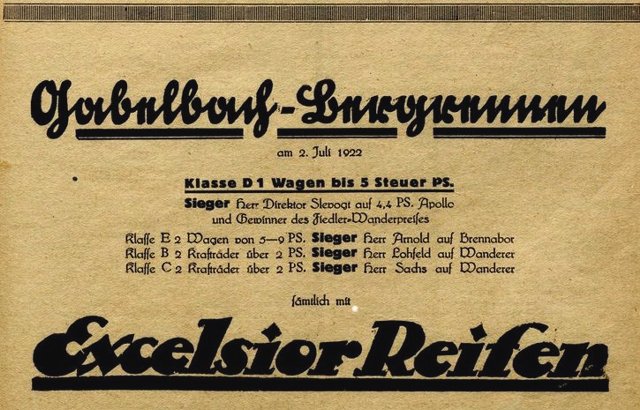 Gabelbach-Bergrennen
am 2. Juli 1922
Klasse D1 Wagen bis 5 Steuer PS.
Sieger Herr Direktor Slevogt auf 4,4 PS. Apollo
und Gewinner des Fiedler-Wanderpreises
Klasse E 2 Wagen von 5—9 PS. Sieger Herr Arnold auf Brennabor
Klasse B 2 Krafträder über 2 PS. Sieger Herr Lohfeld auf Wanderer
Klasse C 2 Krafträder über 2 PS. Sieger Herr Sachs auf Wanderer
sämtlich mit
Excelsior Reifen